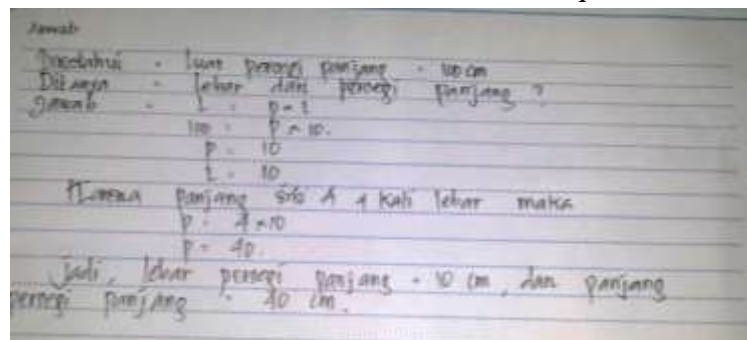 Jawab
Diketahui = luas persegi panjang = 100 cm
Ditanya = lebar dari persegi panjang ?
Jawab = L = p × l
100 = p × 10.
p = 10
l = 10
Karena panjang sisi A 4 kali lebar maka
p = 4 × 10
p = 40.
Jadi, lebar persegi panjang = 10 cm, dan panjang
persegi panjang = 40 cm.